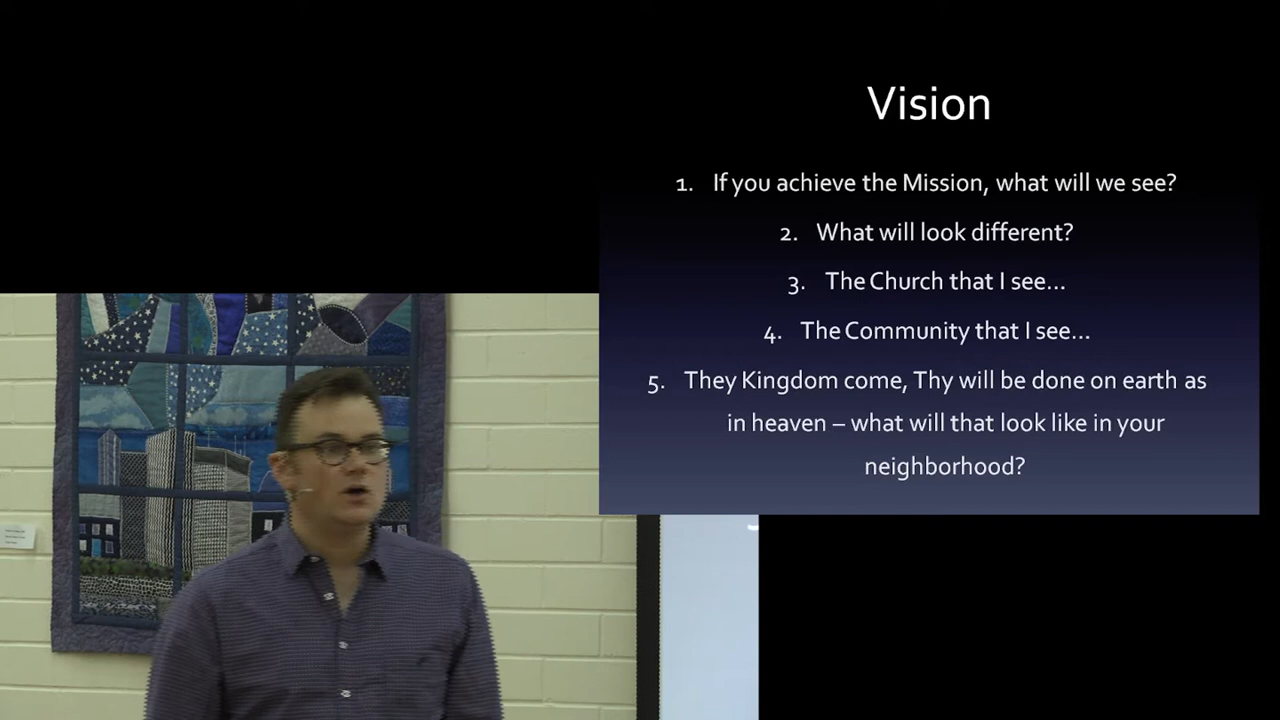 Vision
1. If you achieve the Mission, what will we see?
2. What will look different?
3. The Church that I see...
4. The Community that I see...
5. They Kingdom come, Thy will be done on earth as
in heaven – what will that look like in your
neighborhood?